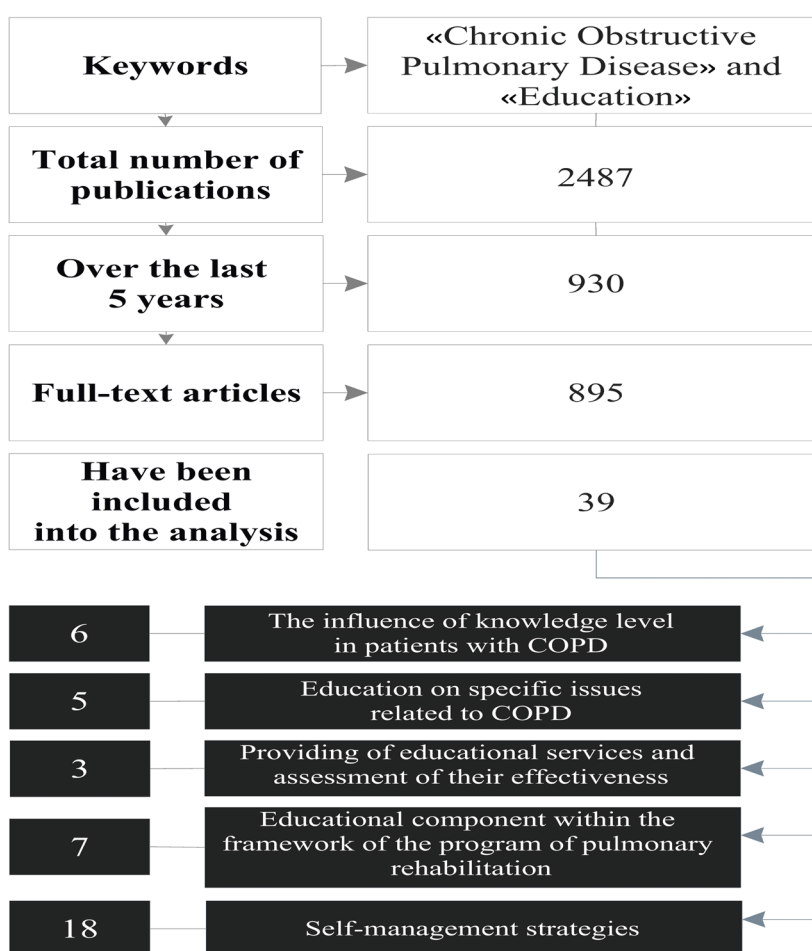 Keywords
«Chronic Obstructive
Pulmonary Disease» and
«Education»
Total number of
publications
2487
Over the last
5 years
930
Full-text articles
895
Have been
included
into the analysis
39
6
The influence of knowledge level
in patients with COPD
5
Education on specific issues
related to COPD
3
Providing of educational services and
assessment of their effectiveness
7
Educational component within the
framework of the program of pulmonary
rehabilitation
18
Self-management strategies